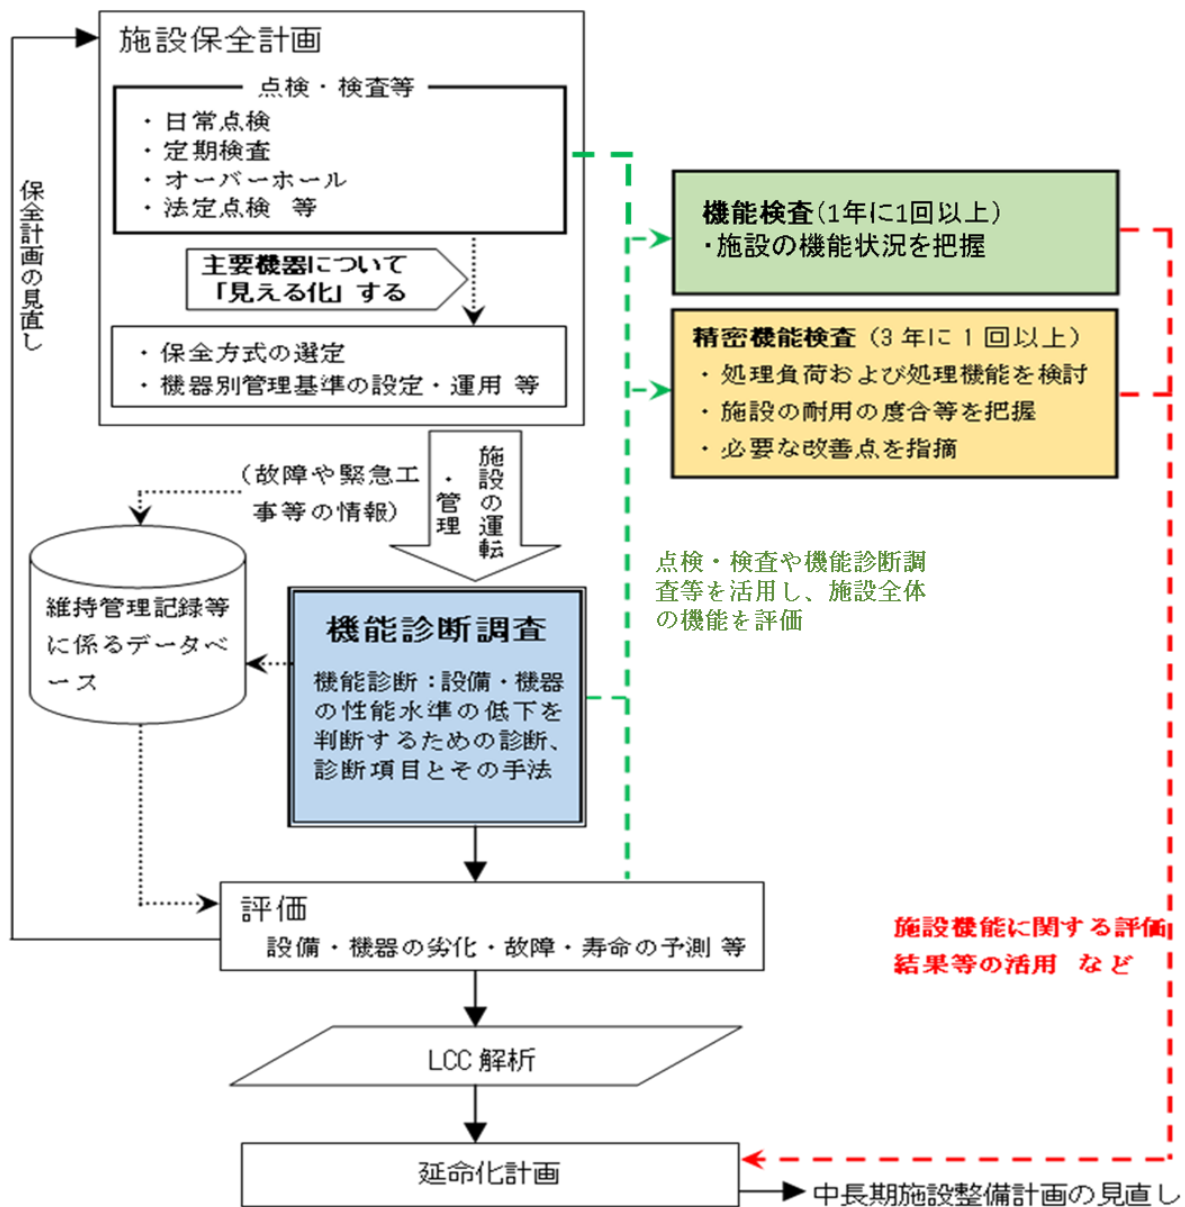 施設保全計画
点検・検査等
・日常点検
・定期検査
・オーバーホール
・法定点検 等
主要機器について
「見える化」する
・保全方式の選定
・機器別管理基準の設定・運用 等
保全計画の見直し
機能検査(1年に1回以上)
・施設の機能状況を把握
精密機能検査(3年に1回以上)
・処理負荷および処理機能を検討
・施設の耐用の度合等を把握
・必要な改善点を指摘
施設の運転
・管理
(故障や緊急工
事等の情報)
維持管理記録等
に係るデータベ
ース
機能診断調査
機能診断：設備・機器
の性能水準の低下を
判断するための診断、
診断項目とその手法
点検・検査や機能診断調
査等を活用し、施設全体
の機能を評価
評価
設備・機器の劣化・故障・寿命の予測 等
施設機能に関する評価
結果等の活用 など
LCC 解析
延命化計画
中長期施設整備計画の見直し